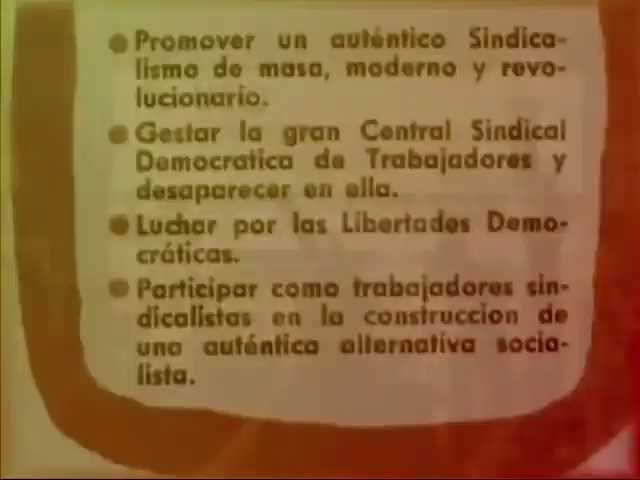 ● Promover un auténtico Sindica-
lismo de masa, moderno y revo-
lucionario.
● Gestar la gran Central Sindical
Democratica de Trabajadores y
desaparecer en ella.
● Luchar por las Libertades Demo-
cráticas.
● Participar como trabajadores sin-
dicalistas en la construccion de
una auténtica alternativa socia-
lista.